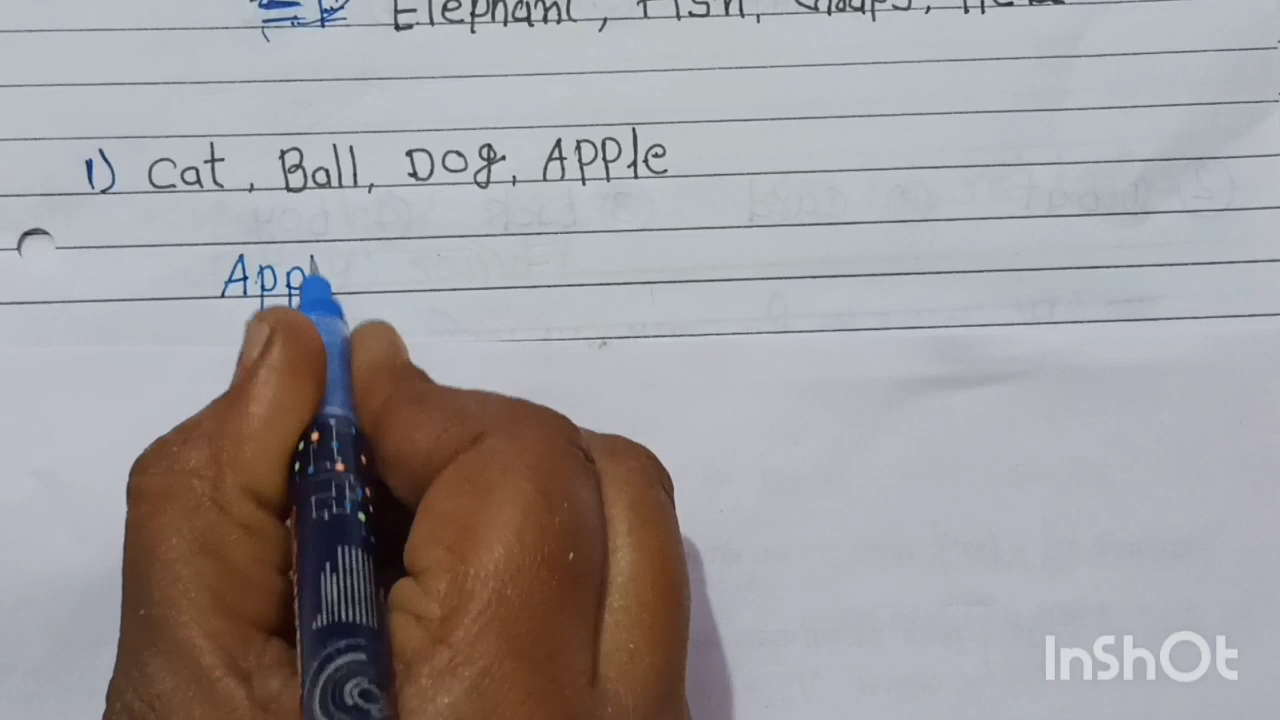 Elephant, Fish,
1) Cat, Ball, Dog, Apple
App
InShOt